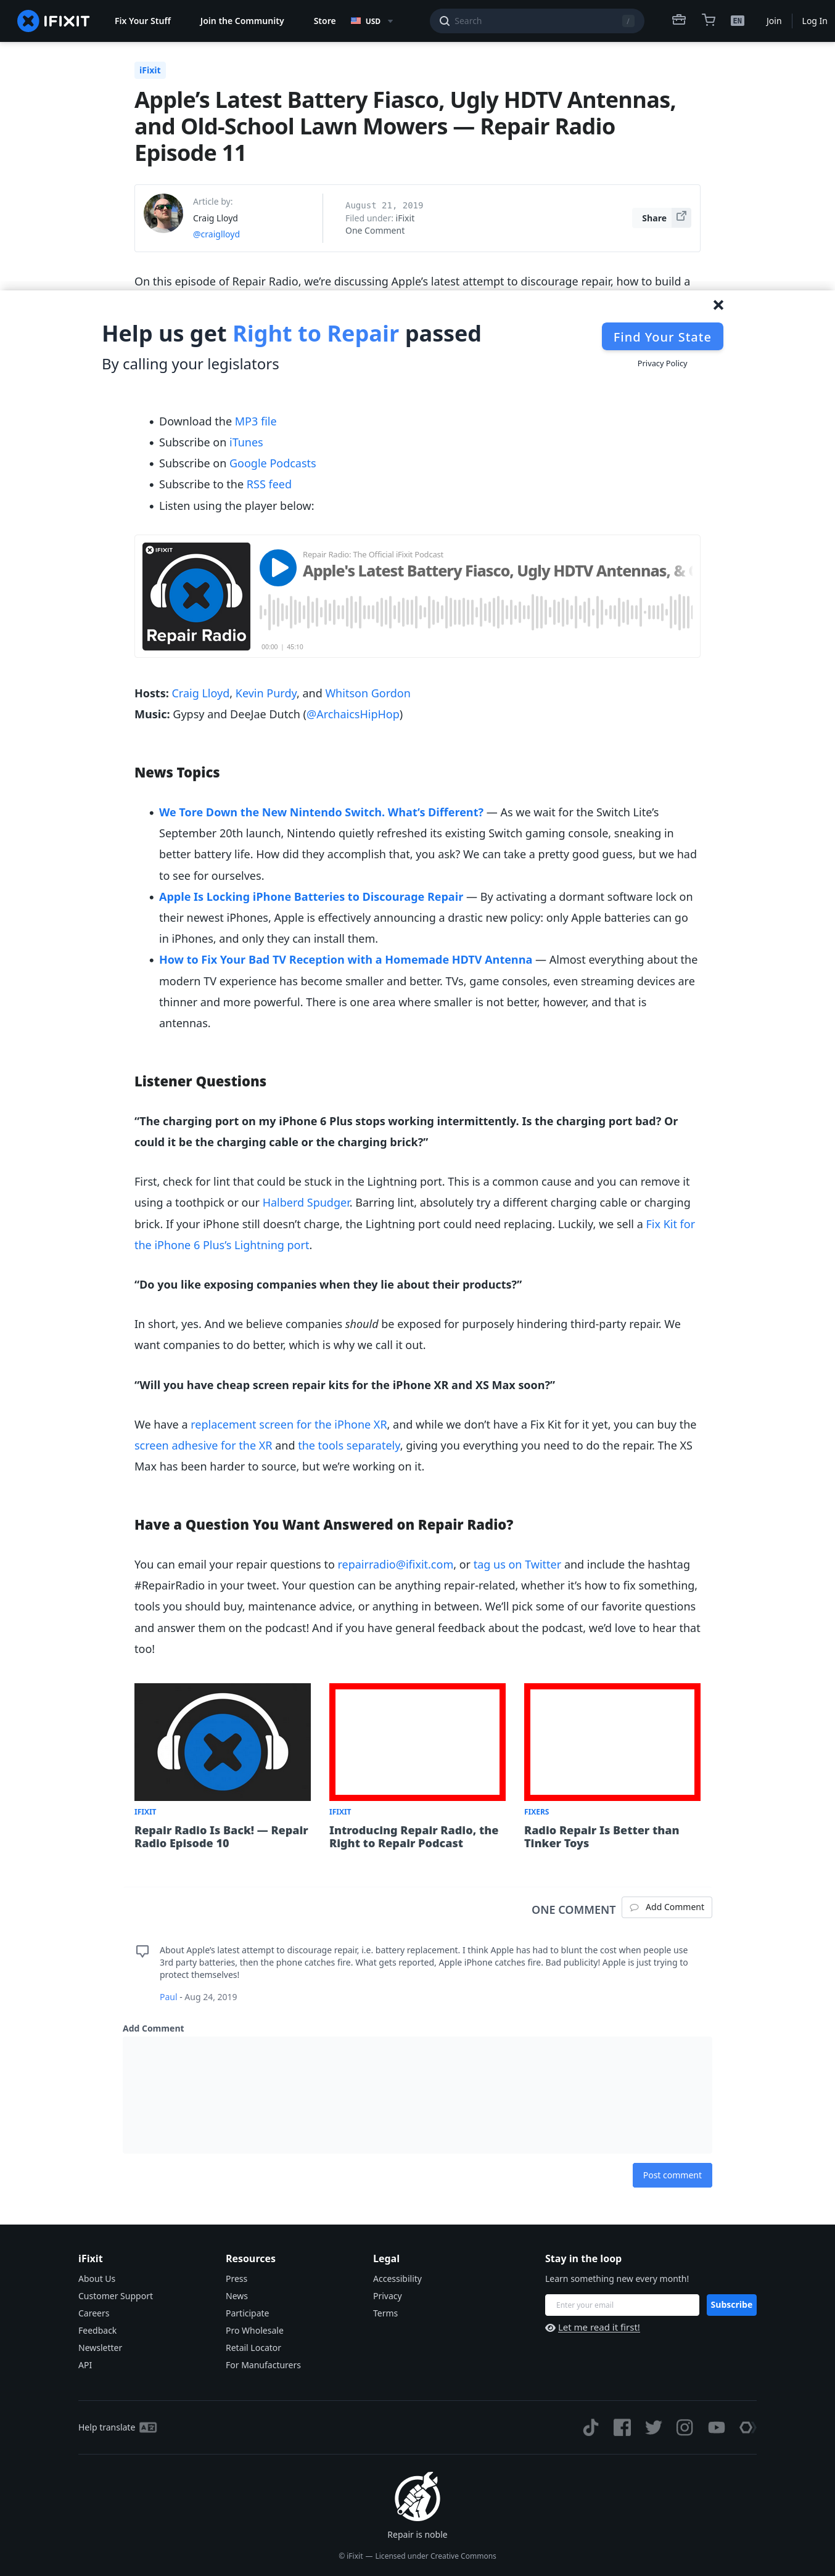 IFIXIT
Fix Your Stuff
Join the Community
Store
USD
Search
/
EN
Join
Log In
iFixit
Apple’s Latest Battery Fiasco, Ugly HDTV Antennas,
and Old-School Lawn Mowers — Repair Radio
Episode 11
Article by:
Craig Lloyd
@craiglloyd
August 21, 2019
Filed under: iFixit
One Comment
Share
On this episode of Repair Radio, we’re discussing Apple’s latest attempt to discourage repair, how to build a
Help us get Right to Repair passed
By calling your legislators
Find Your State
Privacy Policy
Download the MP3 file
Subscribe on iTunes
Subscribe on Google Podcasts
Subscribe to the RSS feed
Listen using the player below:
IFIXIT
Repair Radio
Repair Radio: The Official iFixit Podcast
Apple's Latest Battery Fiasco, Ugly HDTV Antennas, &
00:00 | 45:10
Hosts: Craig Lloyd, Kevin Purdy, and Whitson Gordon
Music: Gypsy and DeeJae Dutch (@ArchaicsHipHop)
News Topics
We Tore Down the New Nintendo Switch. What’s Different? — As we wait for the Switch Lite’s
September 20th launch, Nintendo quietly refreshed its existing Switch gaming console, sneaking in
better battery life. How did they accomplish that, you ask? We can take a pretty good guess, but we had
to see for ourselves.
Apple Is Locking iPhone Batteries to Discourage Repair — By activating a dormant software lock on
their newest iPhones, Apple is effectively announcing a drastic new policy: only Apple batteries can go
in iPhones, and only they can install them.
How to Fix Your Bad TV Reception with a Homemade HDTV Antenna — Almost everything about the
modern TV experience has become smaller and better. TVs, game consoles, even streaming devices are
thinner and more powerful. There is one area where smaller is not better, however, and that is
antennas.
Listener Questions
“The charging port on my iPhone 6 Plus stops working intermittently. Is the charging port bad? Or
could it be the charging cable or the charging brick?”
First, check for lint that could be stuck in the Lightning port. This is a common cause and you can remove it
using a toothpick or our Halberd Spudger. Barring lint, absolutely try a different charging cable or charging
brick. If your iPhone still doesn’t charge, the Lightning port could need replacing. Luckily, we sell a Fix Kit for
the iPhone 6 Plus’s Lightning port.
“Do you like exposing companies when they lie about their products?”
In short, yes. And we believe companies should be exposed for purposely hindering third-party repair. We
want companies to do better, which is why we call it out.
“Will you have cheap screen repair kits for the iPhone XR and XS Max soon?”
We have a replacement screen for the iPhone XR, and while we don’t have a Fix Kit for it yet, you can buy the
screen adhesive for the XR and the tools separately, giving you everything you need to do the repair. The XS
Max has been harder to source, but we’re working on it.
Have a Question You Want Answered on Repair Radio?
You can email your repair questions to repairradio@ifixit.com, or tag us on Twitter and include the hashtag
#RepairRadio in your tweet. Your question can be anything repair-related, whether it’s how to fix something,
tools you should buy, maintenance advice, or anything in between. We’ll pick some of our favorite questions
and answer them on the podcast! And if you have general feedback about the podcast, we’d love to hear that
too!
IFIXIT
Repair Radio Is Back! — Repair
Radio Episode 10
IFIXIT
Introducing Repair Radio, the
Right to Repair Podcast
FIXERS
Radio Repair Is Better than
Tinker Toys
ONE COMMENT
Add Comment
About Apple’s latest attempt to discourage repair, i.e. battery replacement. I think Apple has had to blunt the cost when people use
3rd party batteries, then the phone catches fire. What gets reported, Apple iPhone catches fire. Bad publicity! Apple is just trying to
protect themselves!
Paul - Aug 24, 2019
Add Comment
Post comment
iFixit
About Us
Customer Support
Careers
Feedback
Newsletter
API
Resources
Press
News
Participate
Pro Wholesale
Retail Locator
For Manufacturers
Legal
Accessibility
Privacy
Terms
Stay in the loop
Learn something new every month!
Enter your email
Subscribe
Let me read it first!
Help translate
Repair is noble
© iFixit — Licensed under Creative Commons